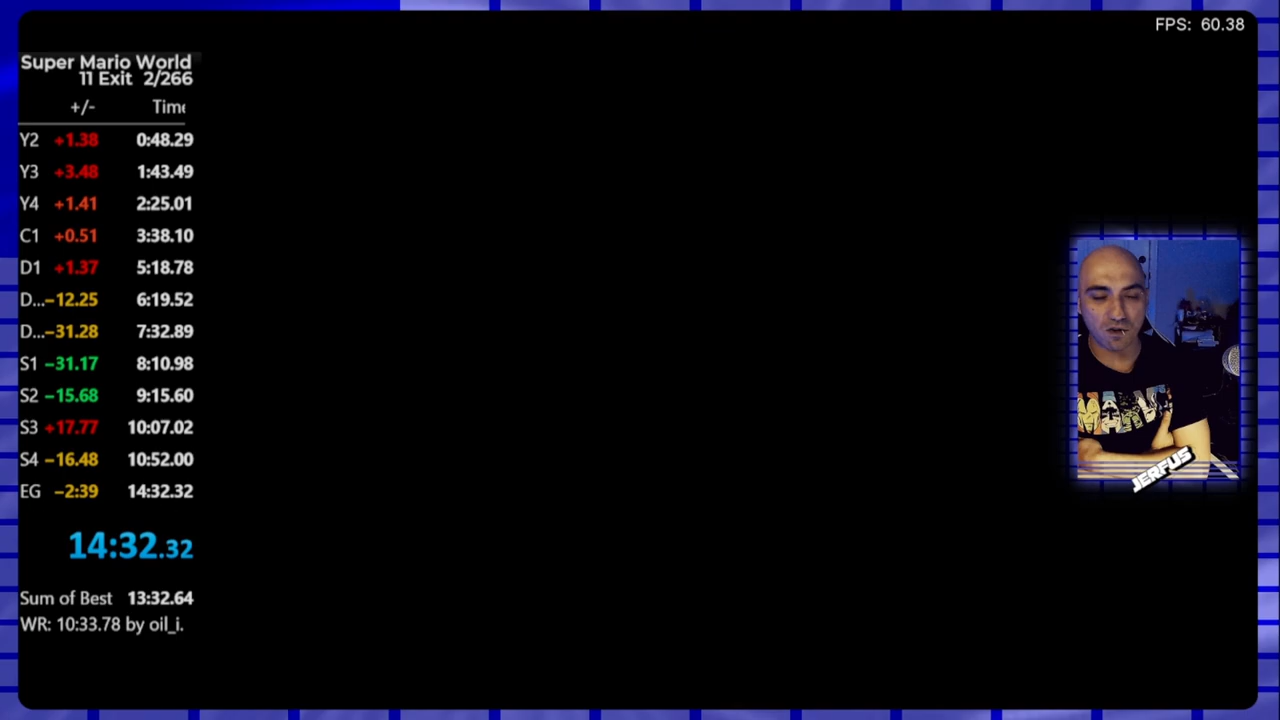 FPS: 60.38
Super Mario World
11 Exit 2/266
+/- Time
Y2 +1.38 0:48.29
Y3 +3.48 1:43.49
Y4 +1.41 2:25.01
C1 +0.51 3:38.10
D1 +1.37 5:18.78
D... −12.25 6:19.52
D... −31.28 7:32.89
S1 −31.17 8:10.98
S2 −15.68 9:15.60
S3 +17.77 10:07.02
S4 −16.48 10:52.00
EG −2:39 14:32.32
14:32.32
Sum of Best 13:32.64
WR: 10:33.78 by oil_i.
MARV
JERFUS